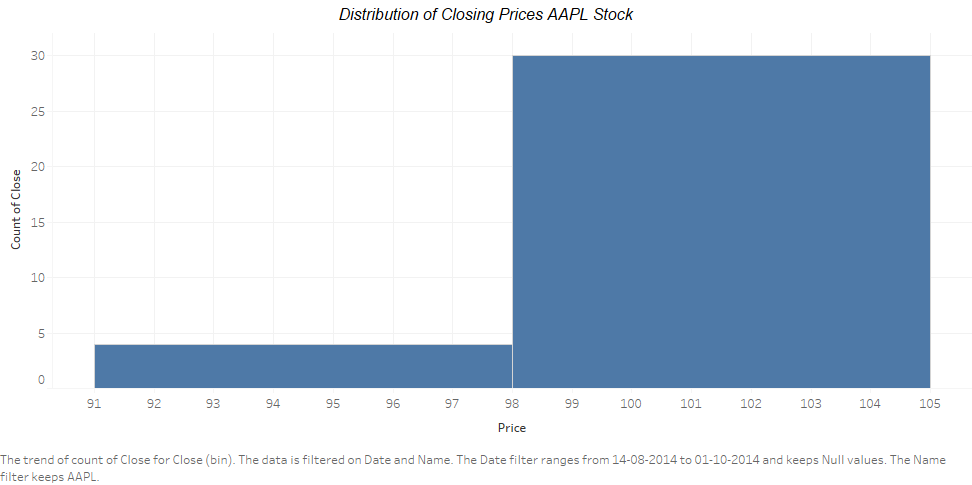 Distribution of Closing Prices AAPL Stock
30
25
20
15
10
5
0
Count of Close
91 92 93 94 95 96 97 98 99 100 101 102 103 104 105
Price
The trend of count of Close for Close (bin). The data is filtered on Date and Name. The Date filter ranges from 14-08-2014 to 01-10-2014 and keeps Null values. The Name
filter keeps AAPL.